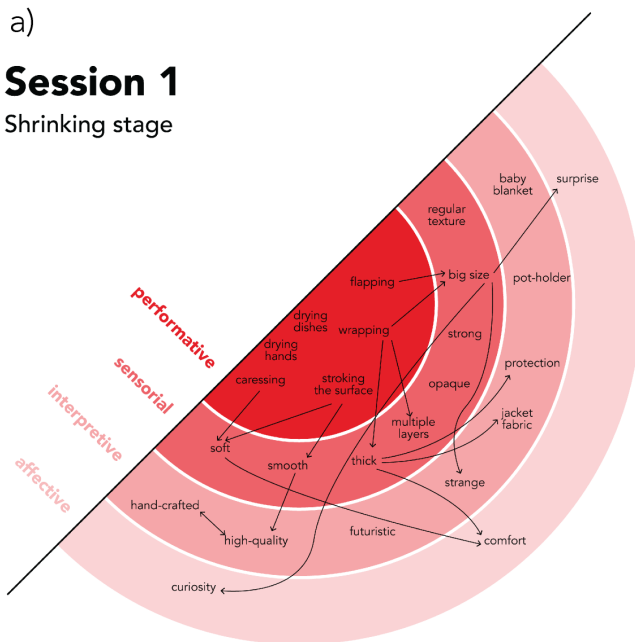 a)
Session 1
Shrinking stage
performative
sensorial
interpretive
affective
baby
blanket
surprise
regular
texture
pot-holder
flapping
big size
drying
dishes
wrapping
strong
drying
hands
protection
caressing
stroking
the surface
opaque
jacket
fabric
multiple
layers
soft
smooth
thick
strange
hand-crafted
high-quality
futuristic
comfort
curiosity